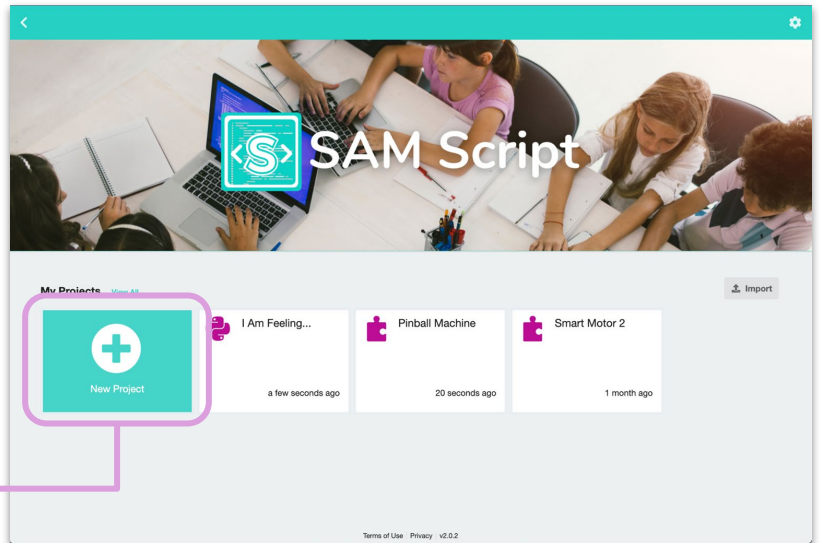 <S>
SAM Script
My Projects View All
Import
New Project
I Am Feeling...
a few seconds ago
Pinball Machine
20 seconds ago
Smart Motor 2
1 month ago
Terms of Use Privacy v2.0.2